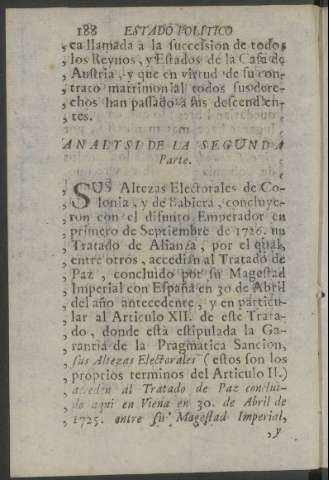 188 ESTADO POLITICO
, ca llamada à la succession de todos
, los Reynos, y Estados de la Casa de
, Austria, y que en virtud de su con-
, trato matrimonial todos sus dere-
, chos han passado à sus descendien-
, tes.
ANALYSI DE LA SEGUNDA
Parte.
, SUS Altezas Electorales de Co-
, lonia, y de Babiera, concluye-
, ron con el difunto Emperador en
, primero de Septiembre de 1726. un
, Tratado de Alianza, por el qual,
, entre otros, accedian al Tratado de
, Paz, concluido por su Magestad
, Imperial con España en 30 de Abril
, del año antecedente, y en particu-
, lar al Articulo XII. de este Trata-
, do, donde està estipulada la Ga-
, rantia de la Pragmatica Sancion,
, sus Altezas Electorales (estos son los
, proprios terminos del Articulo II.)
, acceden al Tratado de Paz conclui-
, do aqui en Viena en 30. de Abril de
, 1725. entre su Magestad Imperial,
, y